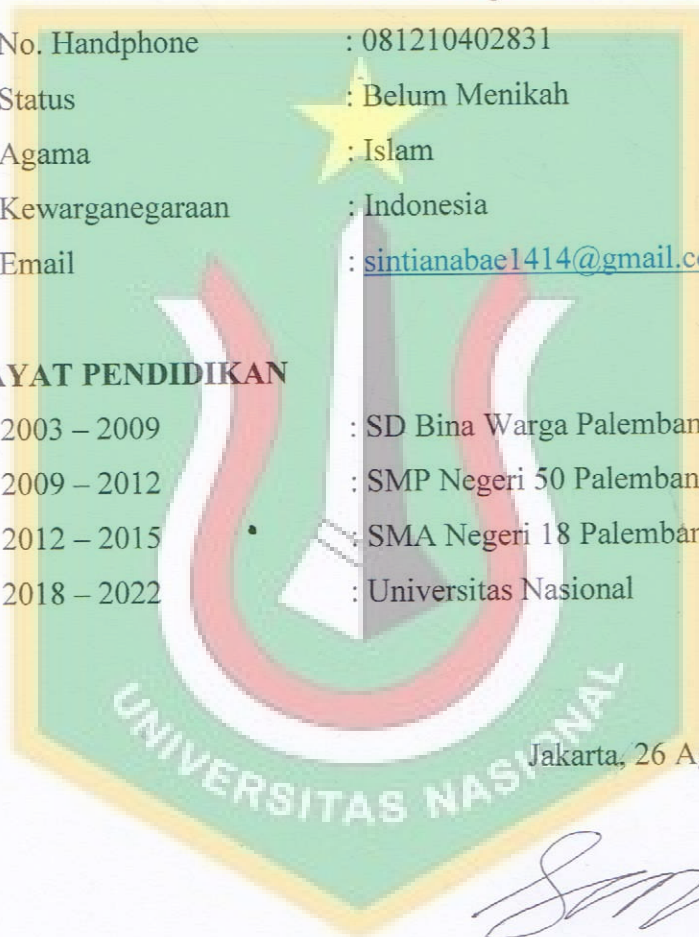 No. Handphone : 081210402831
Status : Belum Menikah
Agama : Islam
Kewarganegaraan : Indonesia
Email : sintianabae1414@gmail.c
AYAT PENDIDIKAN
2003 – 2009 : SD Bina Warga Palemban
2009 – 2012 : SMP Negeri 50 Palemban
2012 – 2015 : SMA Negeri 18 Palemban
2018 – 2022 : Universitas Nasional
Jakarta, 26 A
UNIVERSITAS NASIONAL